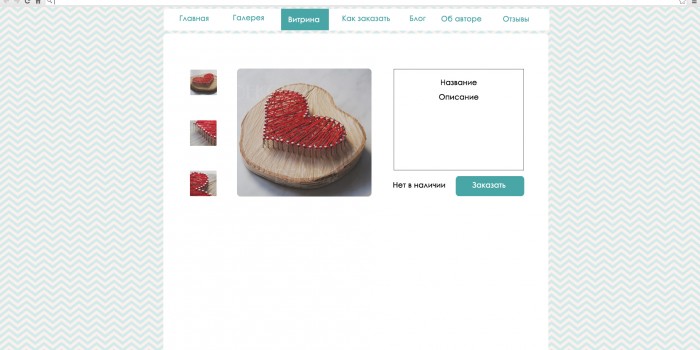 Главная Галерея Витрина Как заказать Блог Об авторе Отзывы
Название
Описание
Нет в наличии Заказать